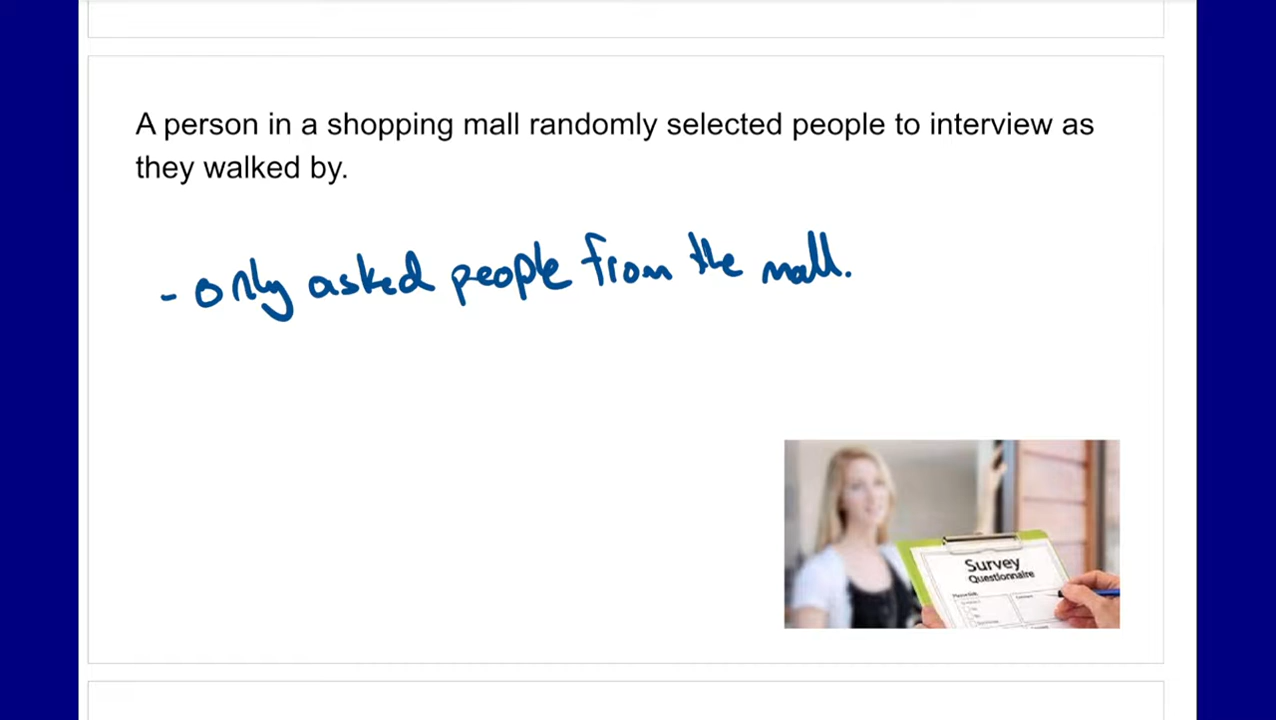 A person in a shopping mall randomly selected people to interview as
they walked by.
- only asked people from the mall.
Survey
Questionnaire